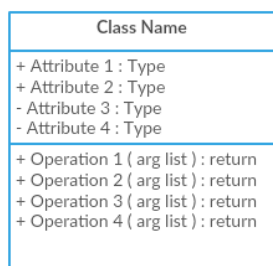 Class Name
+ Attribute 1 : Type
+ Attribute 2 : Type
- Attribute 3 : Type
- Attribute 4 : Type
+ Operation 1 ( arg list ) : return
+ Operation 2 ( arg list ) : return
+ Operation 3 ( arg list ) : return
+ Operation 4 ( arg list ) : return